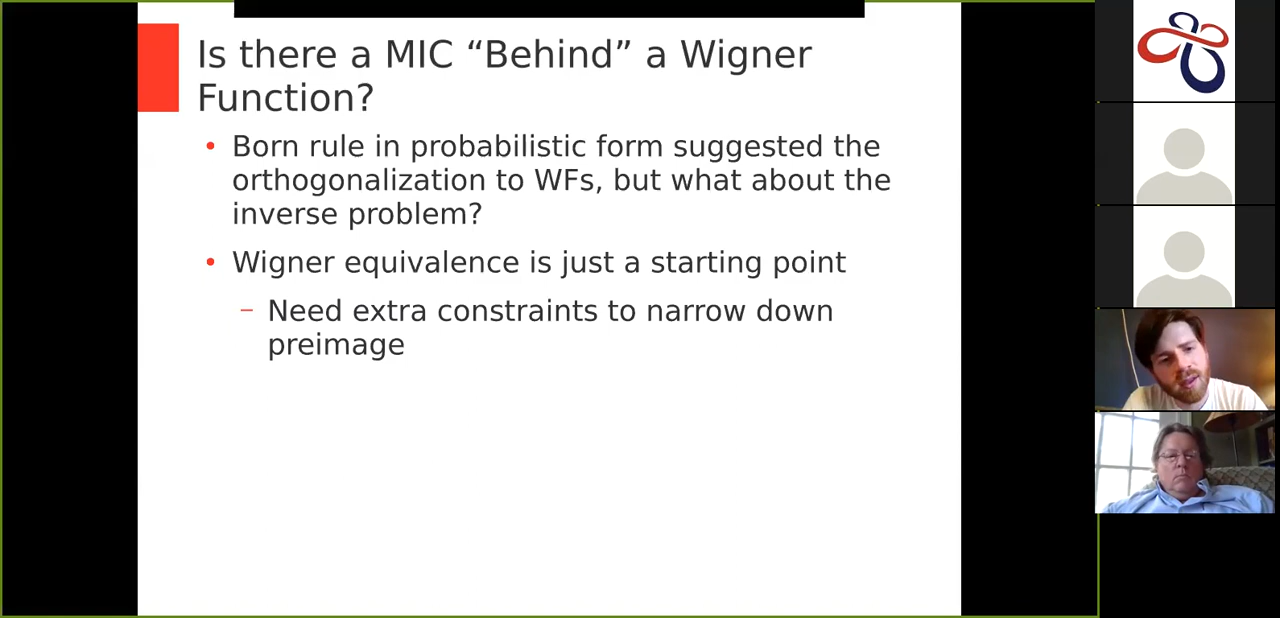 Is there a MIC “Behind” a Wigner
Function?
• Born rule in probabilistic form suggested the
orthogonalization to WFs, but what about the
inverse problem?
• Wigner equivalence is just a starting point
– Need extra constraints to narrow down
preimage